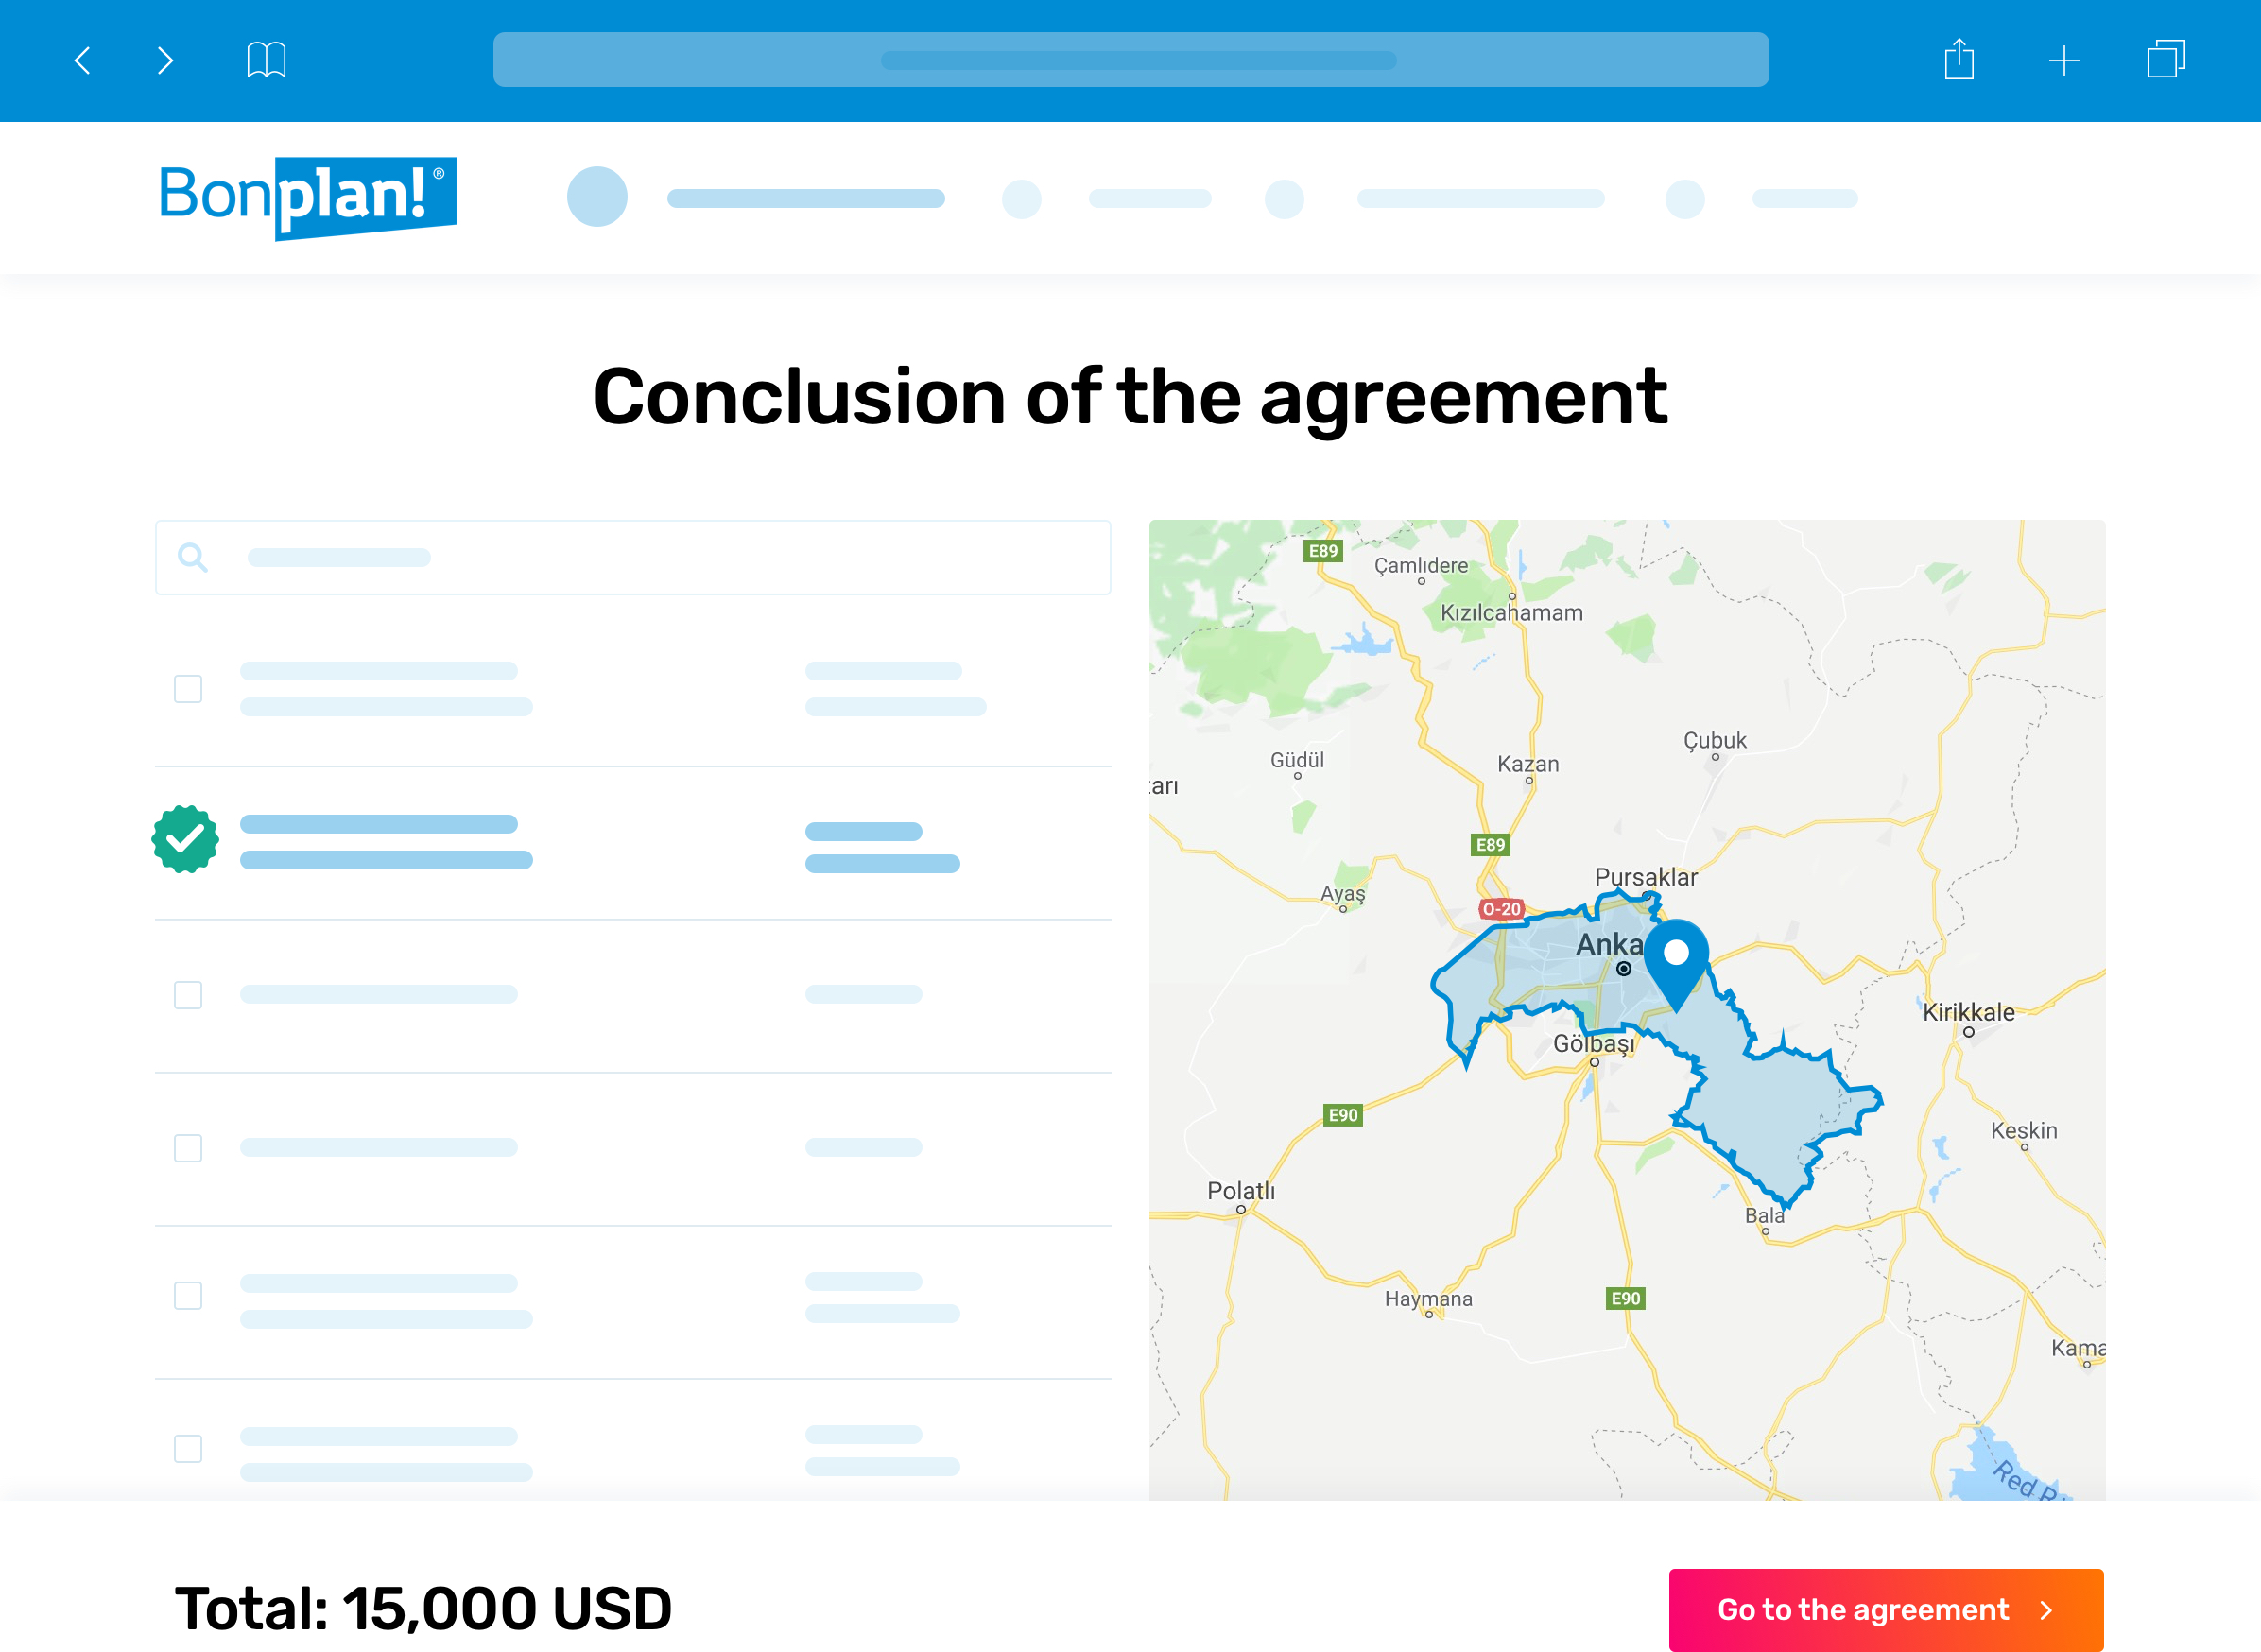 Bonplan!®
Conclusion of the agreement
E89
Çamlıdere
Kızılcahamam
Çubuk
Güdül
Kazan
arı
E89
Pursaklar
Ayaş
O-20
Anka
Kirikkale
Gölbaşı
E90
Keskin
Polatlı
Bala
Haymana
E90
Kama
Red Ri
Total: 15,000 USD
Go to the agreement